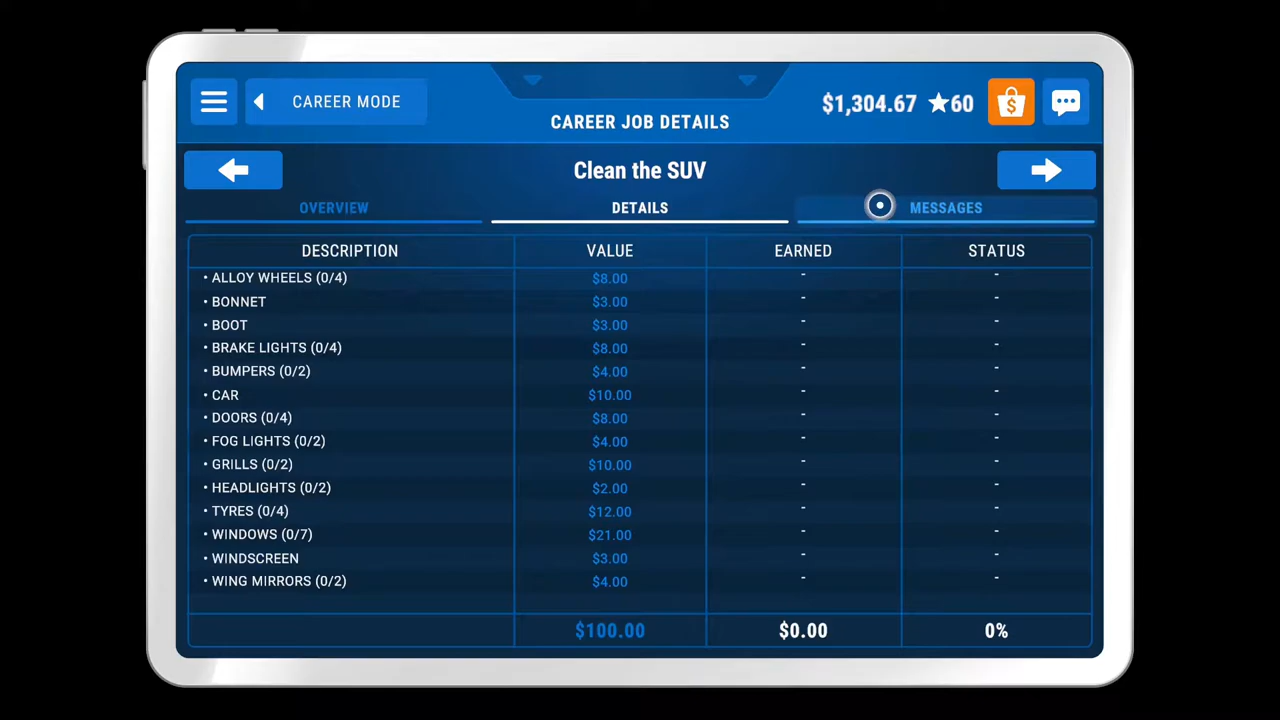 CAREER MODE
$1,304.67 ★60
CAREER JOB DETAILS
Clean the SUV
OVERVIEW DETAILS MESSAGES
DESCRIPTION VALUE EARNED STATUS
• ALLOY WHEELS (0/4) $8.00 - -
• BONNET $3.00 - -
• BOOT $3.00 - -
• BRAKE LIGHTS (0/4) $8.00 - -
• BUMPERS (0/2) $4.00 - -
• CAR $10.00 - -
• DOORS (0/4) $8.00 - -
• FOG LIGHTS (0/2) $4.00 - -
• GRILLS (0/2) $10.00 - -
• HEADLIGHTS (0/2) $2.00 - -
• TYRES (0/4) $12.00 - -
• WINDOWS (0/7) $21.00 - -
• WINDSCREEN $3.00 - -
• WING MIRRORS (0/2) $4.00 - -
$100.00 $0.00 0%